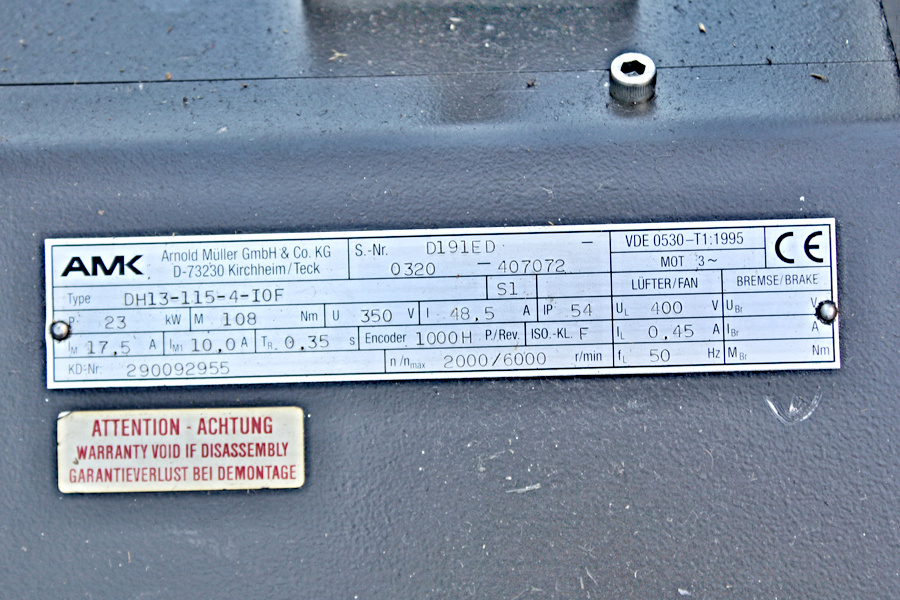 AMK Arnold Müller GmbH & Co. KG
D-73230 Kirchheim/Teck
S.-Nr. D191ED -
0320 - 407072
VDE 0530-T1:1995
MOT 3~
CE
Type DH13-115-4-IOF S1
LÜFTER/FAN BREMSE/BRAKE
P 23 kW M 108 Nm U 350 V I 48,5 A IP 54 UL 400 V UBr V
IM 17,5 A IM1 10,0 A TR 0,35 s Encoder 1000H P./Rev. ISO.-KL. F IL 0,45 A IBr A
KD-Nr. 290092955 n/nmax 2000/6000 r/min fL 50 Hz MBr Nm
ATTENTION - ACHTUNG
WARRANTY VOID IF DISASSEMBLY
GARANTIEVERLUST BEI DEMONTAGE